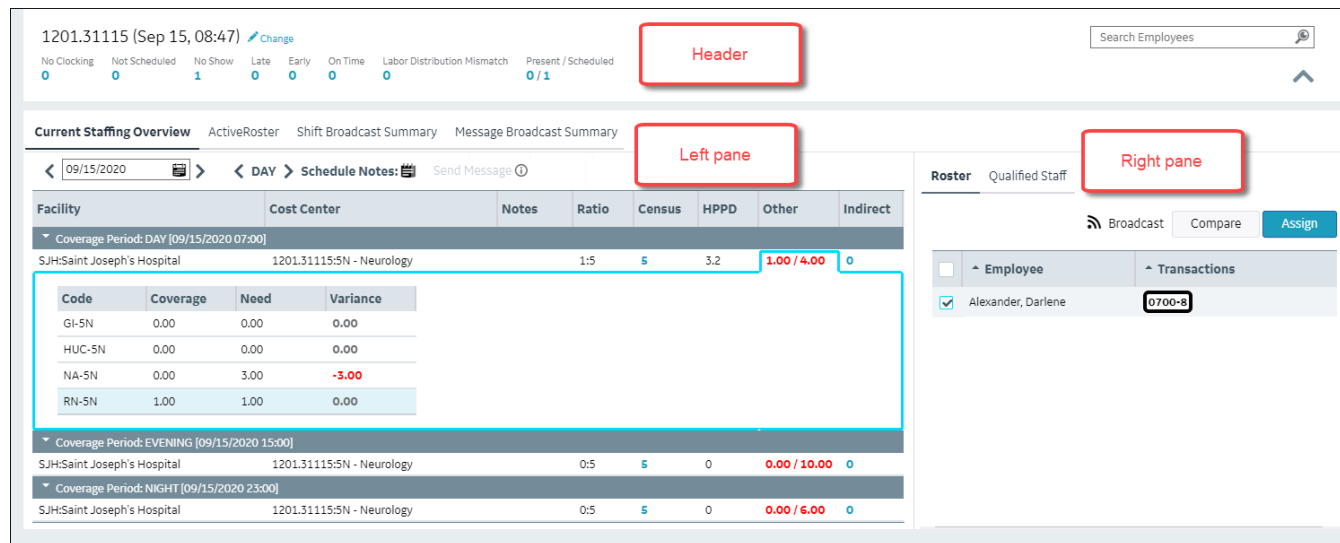 1201.31115 (Sep 15, 08:47) Change
Search Employees
No Clocking Not Scheduled No Show Late Early On Time Labor Distribution Mismatch Present / Scheduled
0 0 1 0 0 0 0 0 / 1
Header
Current Staffing Overview ActiveRoster Shift Broadcast Summary Message Broadcast Summary
Left pane
09/15/2020 DAY Schedule Notes: Send Message
Facility Cost Center Notes Ratio Census HPPD Other Indirect
Coverage Period: DAY [09/15/2020 07:00]
SJH:Saint Joseph's Hospital 1201.31115:5N - Neurology 1:5 5 3.2 1.00 / 4.00 0
Code Coverage Need Variance
GI-5N 0.00 0.00 0.00
HUC-5N 0.00 0.00 0.00
NA-5N 0.00 3.00 -3.00
RN-5N 1.00 1.00 0.00
Coverage Period: EVENING [09/15/2020 15:00]
SJH:Saint Joseph's Hospital 1201.31115:5N - Neurology 0:5 5 0 0.00 / 10.00 0
Coverage Period: NIGHT [09/15/2020 23:00]
SJH:Saint Joseph's Hospital 1201.31115:5N - Neurology 0:5 5 0 0.00 / 6.00 0
Right pane
Roster Qualified Staff
Broadcast Compare Assign
Employee Transactions
Alexander, Darlene 0700-8